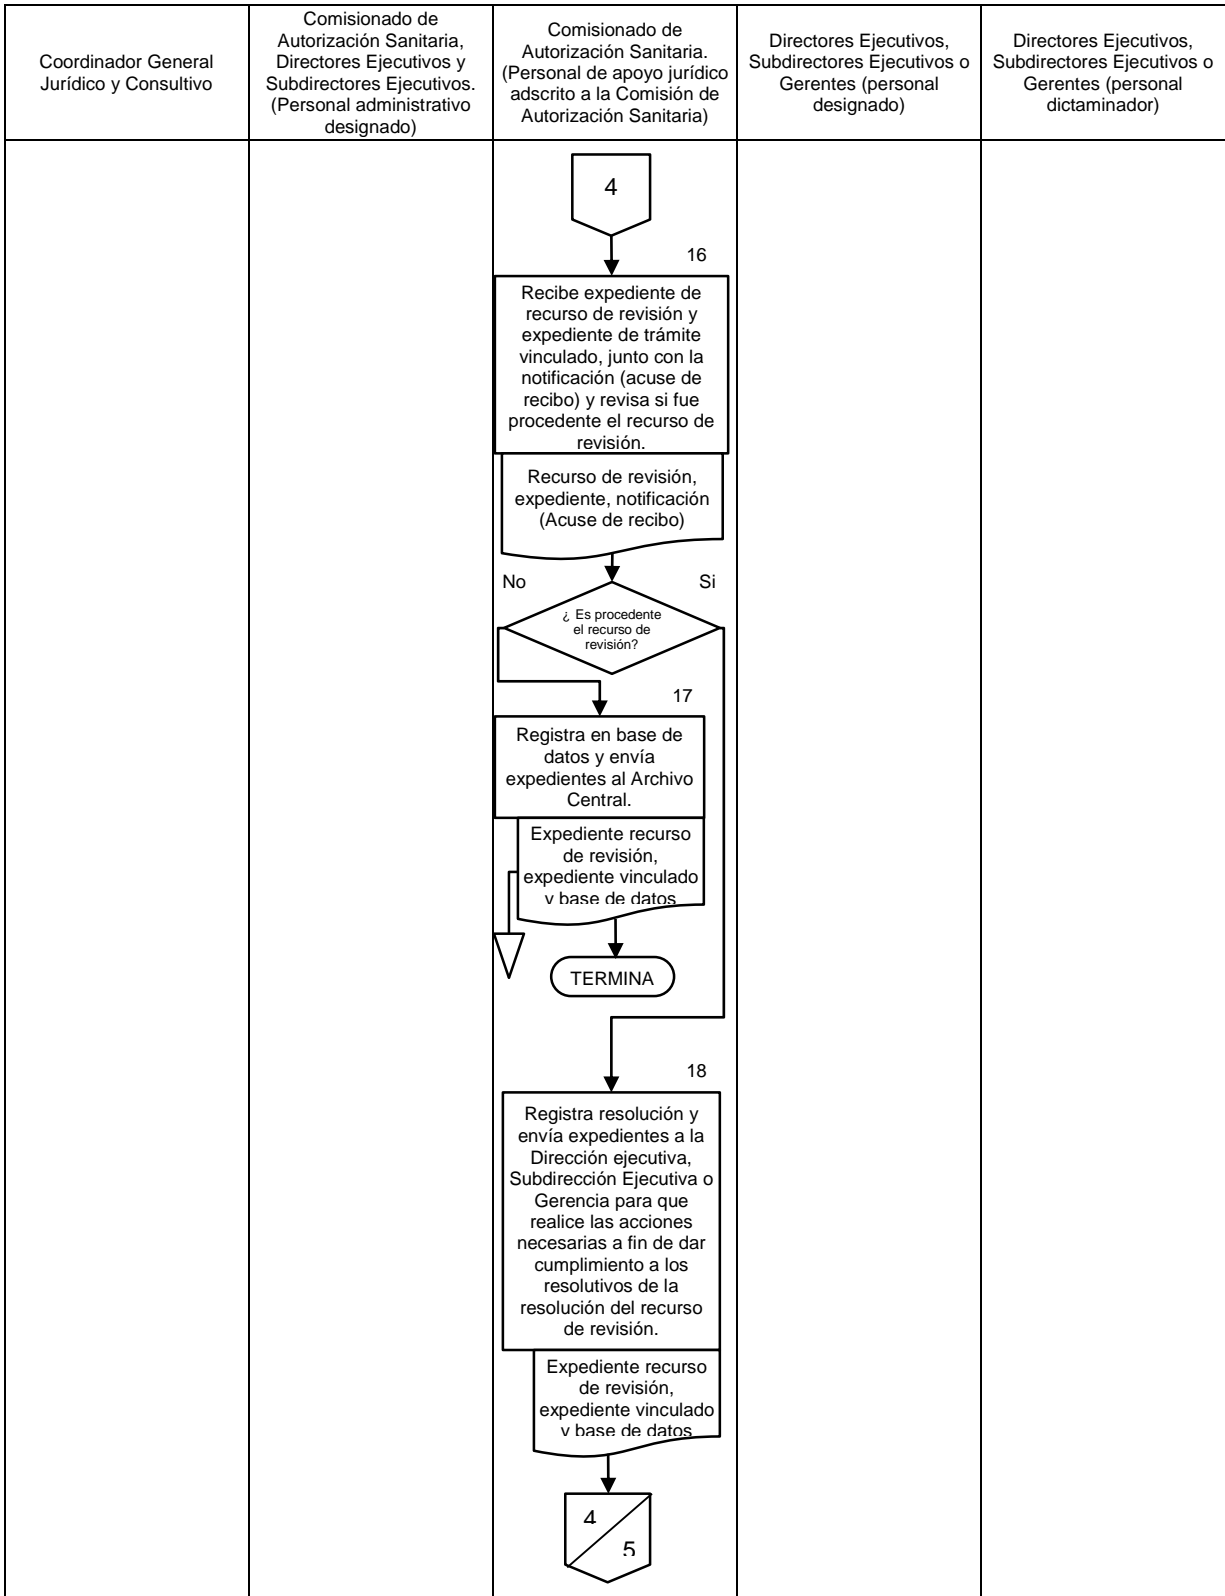 Coordinador General
Jurídico y Consultivo
Comisionado de
Autorización Sanitaria,
Directores Ejecutivos y
Subdirectores Ejecutivos.
(Personal administrativo
designado)
Comisionado de
Autorización Sanitaria.
(Personal de apoyo jurídico
adscrito a la Comisión de
Autorización Sanitaria)
Directores Ejecutivos,
Subdirectores Ejecutivos o
Gerentes (personal
designado)
Directores Ejecutivos,
Subdirectores Ejecutivos o
Gerentes (personal
dictaminador)
4
16
Recibe expediente de
recurso de revisión y
expediente de trámite
vinculado, junto con la
notificación (acuse de
recibo) y revisa si fue
procedente el recurso de
revisión.
Recurso de revisión,
expediente, notificación
(Acuse de recibo)
No
Si
¿ Es procedente
el recurso de
revisión?
17
Registra en base de
datos y envía
expedientes al Archivo
Central.
Expediente recurso
de revisión,
expediente vinculado
y base de datos
TERMINA
18
Registra resolución y
envía expedientes a la
Dirección ejecutiva,
Subdirección Ejecutiva o
Gerencia para que
realice las acciones
necesarias a fin de dar
cumplimiento a los
resolutivos de la
resolución del recurso
de revisión.
Expediente recurso
de revisión,
expediente vinculado
y base de datos
4
5